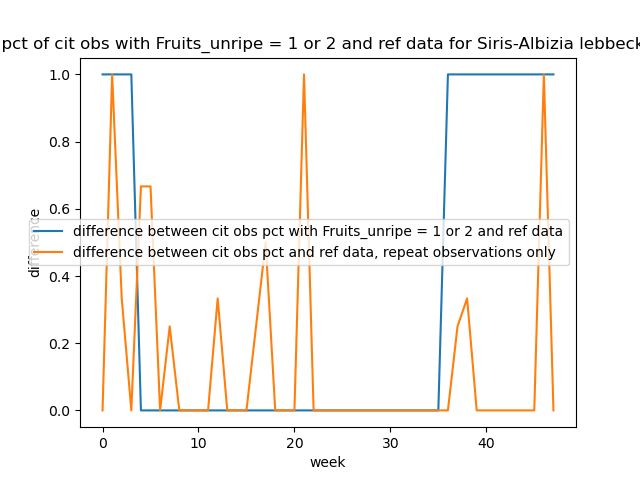 pct of cit obs with Fruits_unripe = 1 or 2 and ref data for Siris-Albizia lebbeck
1.0
0.8
0.6
0.4
0.2
0.0
difference
difference between cit obs pct with Fruits_unripe = 1 or 2 and ref data
difference between cit obs pct and ref data, repeat observations only
0
10
20
30
40
week